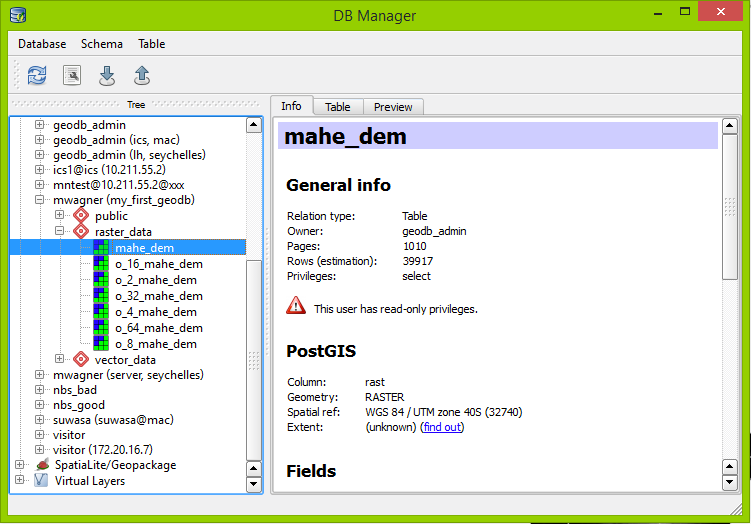 DB Manager
Database Schema Table
Tree
geodb_admin
geodb_admin (ics, mac)
geodb_admin (lh, seychelles)
ics1@ics (10.211.55.2)
mntest@10.211.55.2@xxx
mwagner (my_first_geodb)
public
raster_data
mahe_dem
o_16_mahe_dem
o_2_mahe_dem
o_32_mahe_dem
o_4_mahe_dem
o_64_mahe_dem
o_8_mahe_dem
vector_data
mwagner (server, seychelles)
nbs_bad
nbs_good
suwasa (suwasa@mac)
visitor
visitor (172.20.16.7)
SpatiaLite/Geopackage
Virtual Layers
Info Table Preview
mahe_dem
General info
Relation type: Table
Owner: geodb_admin
Pages: 1010
Rows (estimation): 39917
Privileges: select
This user has read-only privileges.
PostGIS
Column: rast
Geometry: RASTER
Spatial ref: WGS 84 / UTM zone 40S (32740)
Extent: (unknown) (find out)
Fields